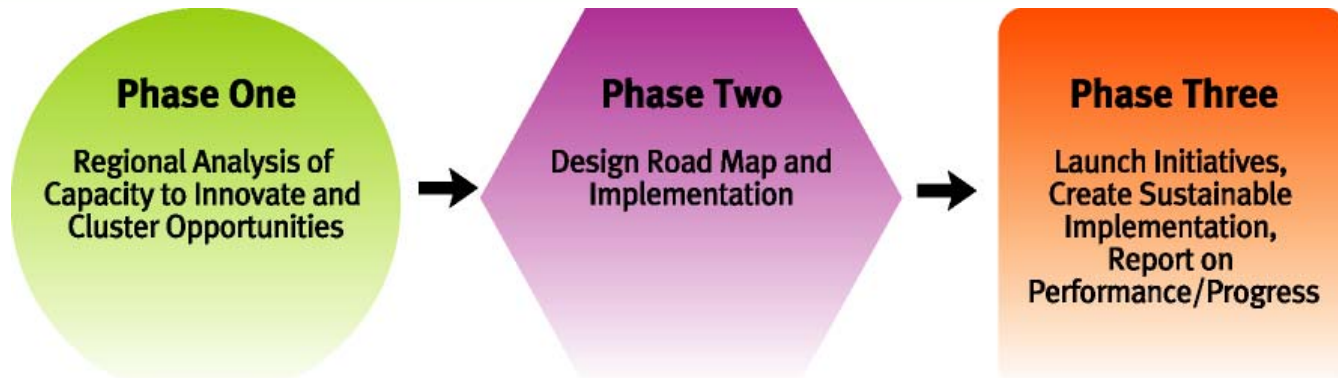 Phase One
Regional Analysis of
Capacity to Innovate and
Cluster Opportunities
Phase Two
Design Road Map and
Implementation
Phase Three
Launch Initiatives,
Create Sustainable
Implementation,
Report on
Performance/Progress